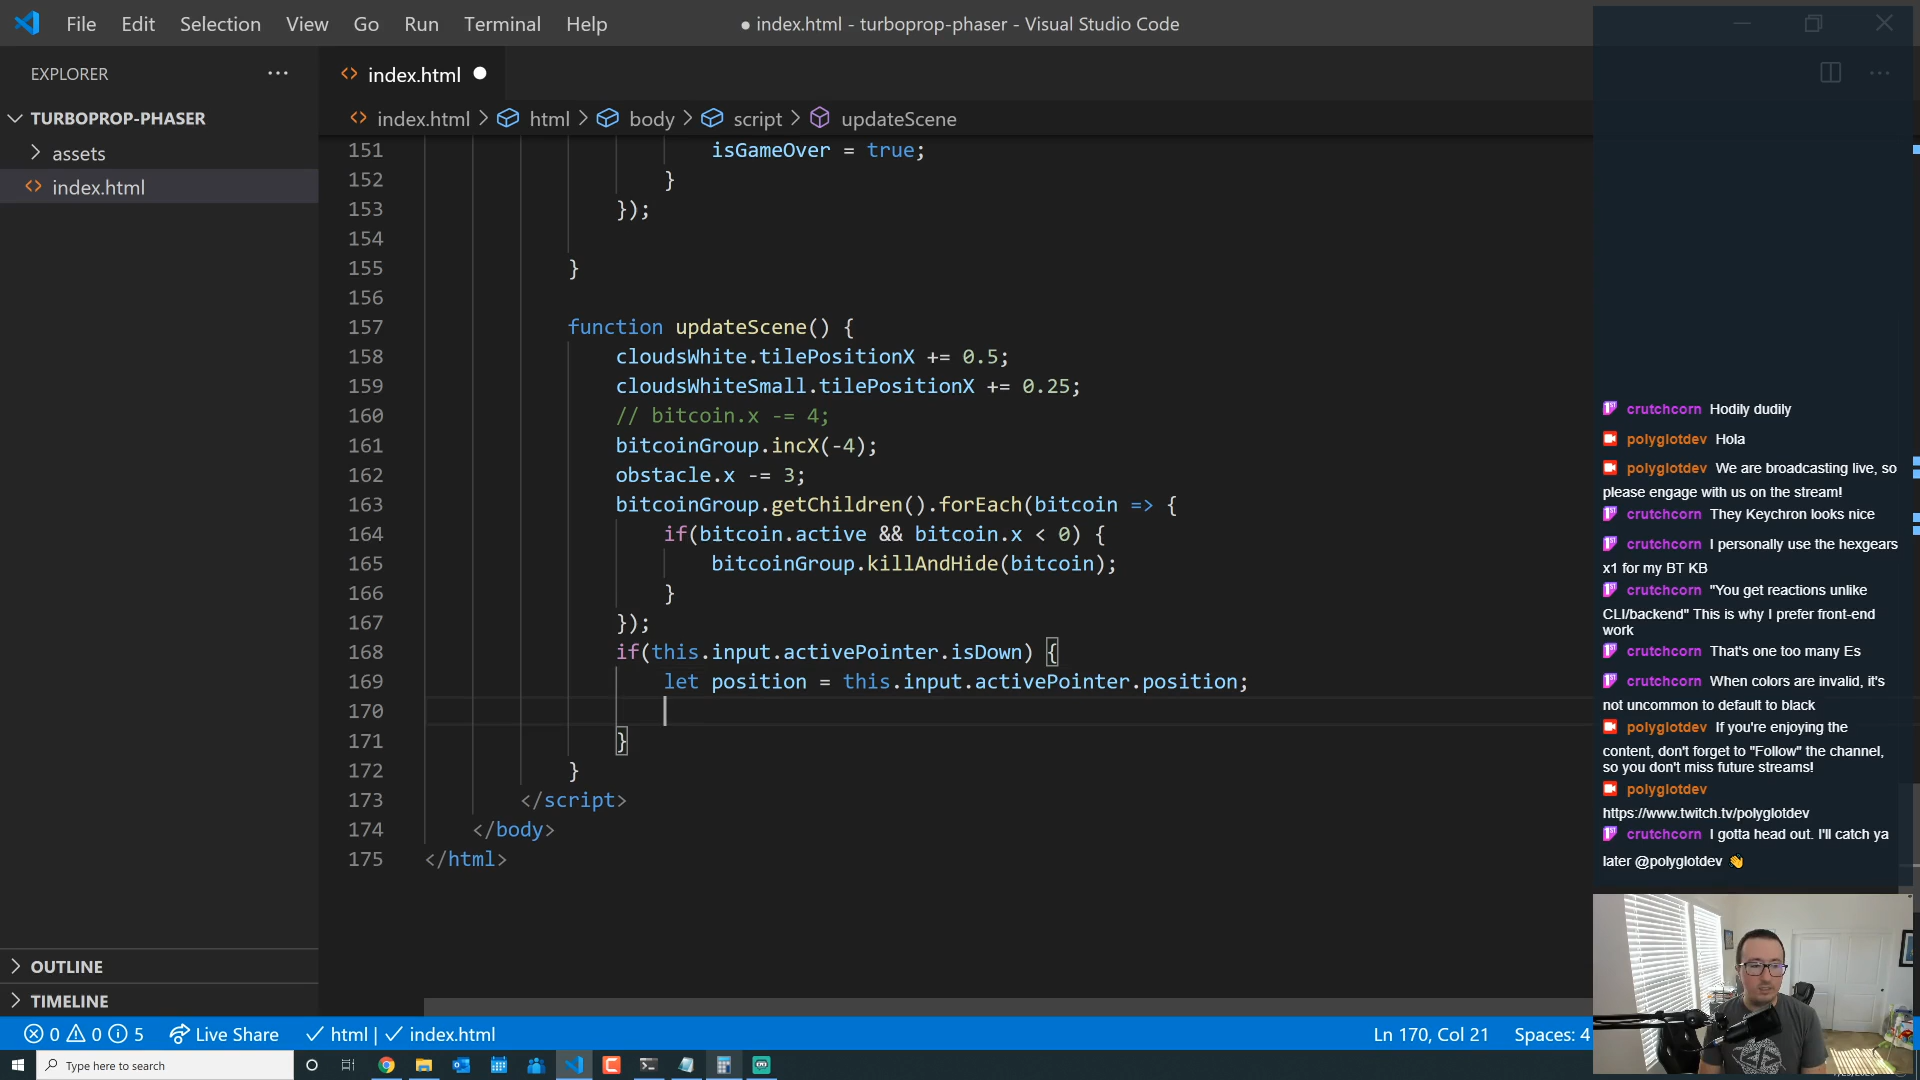 File Edit Selection View Go Run Terminal Help
● index.html - turboprop-phaser - Visual Studio Code
EXPLORER
index.html
TURBOPROP-PHASER
assets
index.html
index.html > html > body > script > updateScene
151 isGameOver = true;
152 }
153 });
154
155 }
156
157 function updateScene() {
158 cloudsWhite.tilePositionX += 0.5;
159 cloudsWhiteSmall.tilePositionX += 0.25;
160 // bitcoin.x -= 4;
161 bitcoinGroup.incX(-4);
162 obstacle.x -= 3;
163 bitcoinGroup.getChildren().forEach(bitcoin => {
164 if(bitcoin.active && bitcoin.x < 0) {
165 bitcoinGroup.killAndHide(bitcoin);
166 }
167 });
168 if(this.input.activePointer.isDown) {
169 let position = this.input.activePointer.position;
170
171 }
172 }
173 </script>
174 </body>
175 </html>
crutchcorn Hodily dudily
polyglotdev Hola
polyglotdev We are broadcasting live, so
please engage with us on the stream!
crutchcorn They Keychron looks nice
crutchcorn I personally use the hexgears
x1 for my BT KB
crutchcorn "You get reactions unlike
CLI/backend" This is why I prefer front-end
work
crutchcorn That's one too many Es
crutchcorn When colors are invalid, it's
not uncommon to default to black
polyglotdev If you're enjoying the
content, don't forget to "Follow" the channel,
so you don't miss future streams!
polyglotdev
https://www.twitch.tv/polyglotdev
crutchcorn I gotta head out. I'll catch ya
later @polyglotdev 👋
OUTLINE
TIMELINE
0 0 5 Live Share html | index.html
Ln 170, Col 21 Spaces: 4
Type here to search